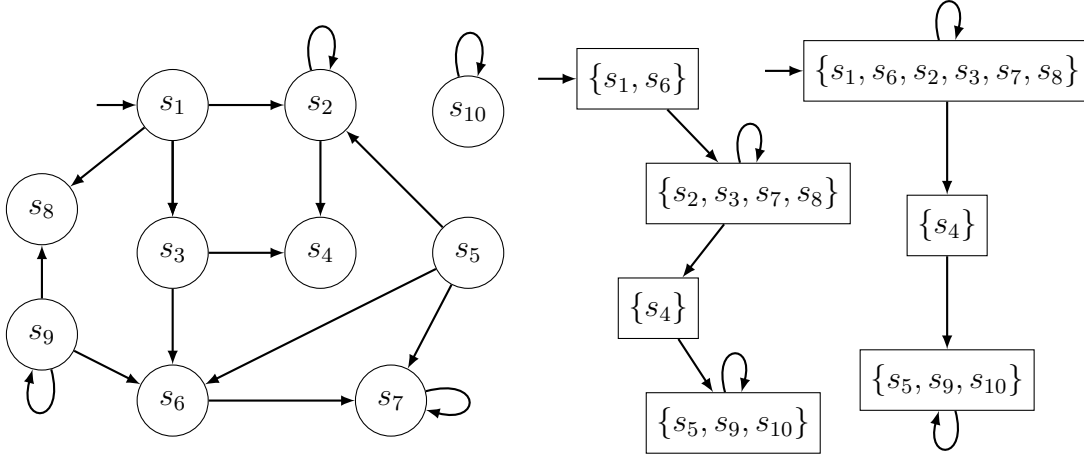 s₁
s₂
s₁₀
s₈
s₃
s₄
s₅
s₉
s₆
s₇
{s₁, s₆}
{s₂, s₃, s₇, s₈}
{s₄}
{s₅, s₉, s₁₀}
{s₁, s₆, s₂, s₃, s₇, s₈}
{s₄}
{s₅, s₉, s₁₀}